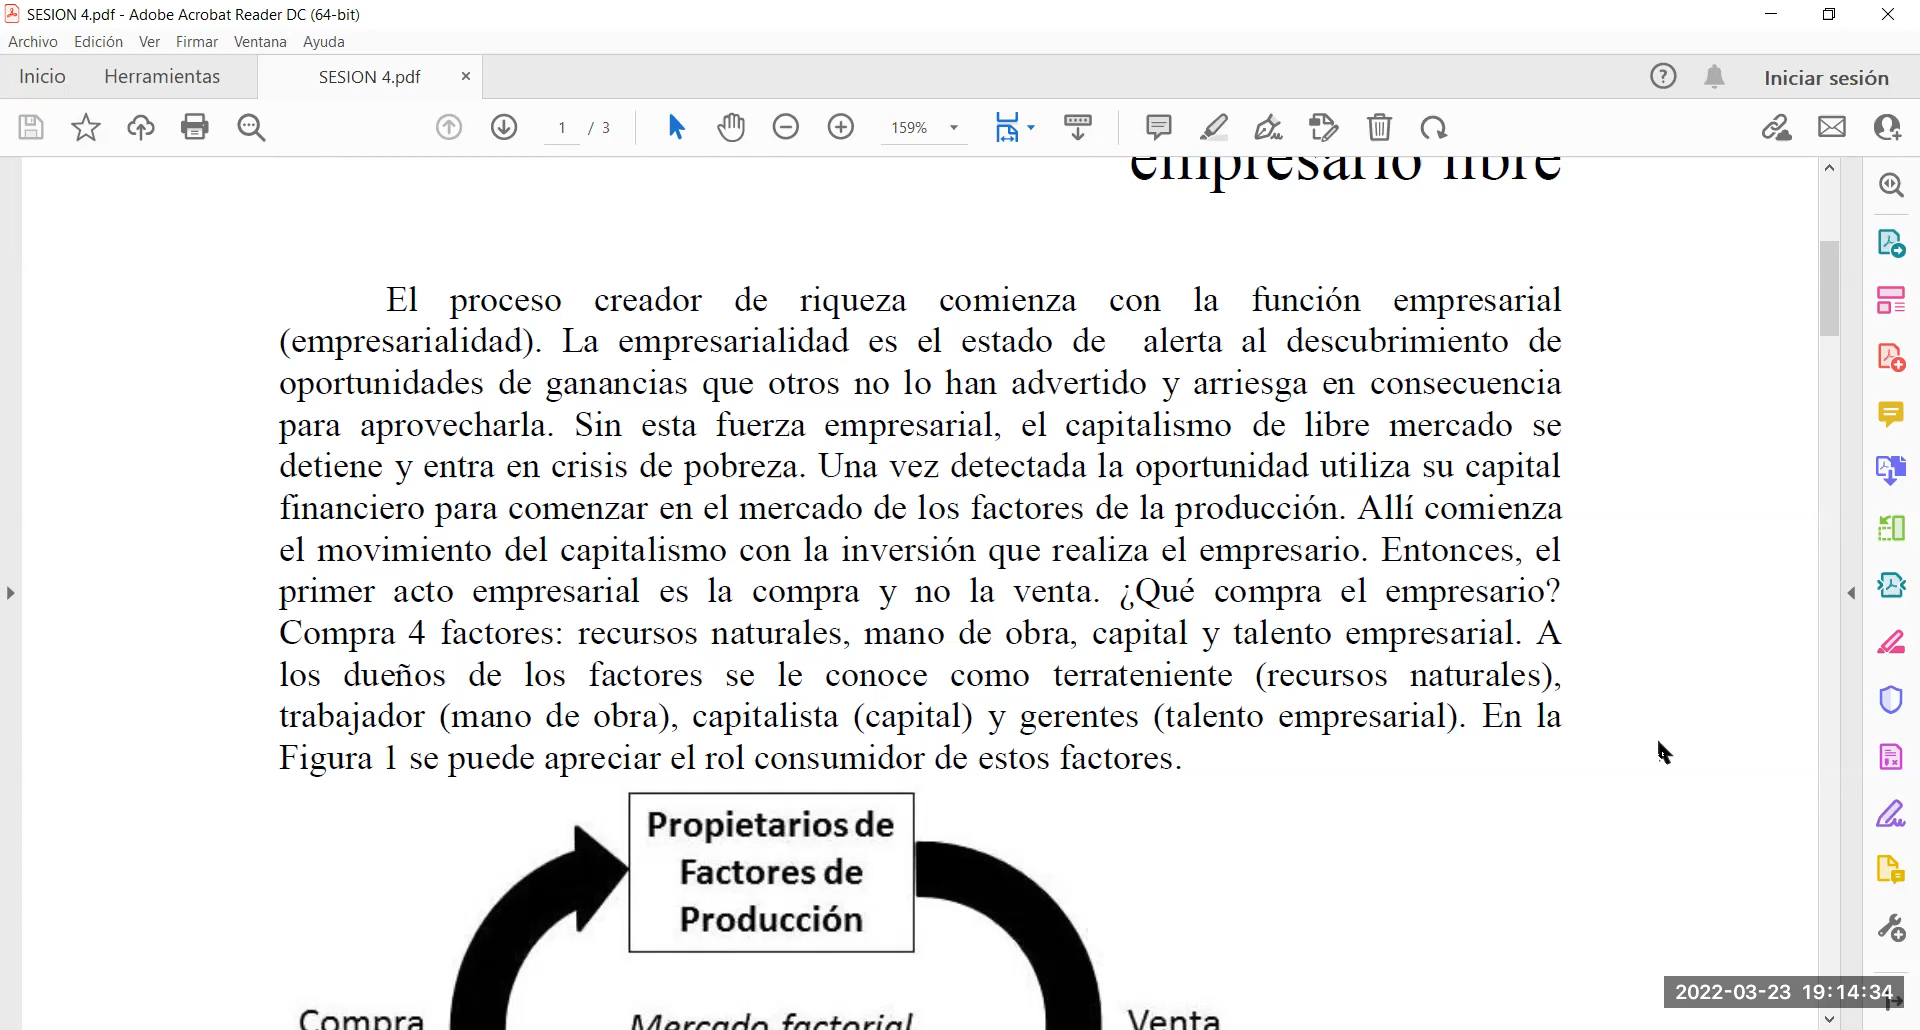 SESION 4.pdf - Adobe Acrobat Reader DC (64-bit)
Archivo Edición Ver Firmar Ventana Ayuda
Inicio Herramientas SESION 4.pdf × Iniciar sesión
1 / 3 159%
empresario libre
El proceso creador de riqueza comienza con la función empresarial
(empresarialidad). La empresarialidad es el estado de alerta al descubrimiento de
oportunidades de ganancias que otros no lo han advertido y arriesga en consecuencia
para aprovecharla. Sin esta fuerza empresarial, el capitalismo de libre mercado se
detiene y entra en crisis de pobreza. Una vez detectada la oportunidad utiliza su capital
financiero para comenzar en el mercado de los factores de la producción. Allí comienza
el movimiento del capitalismo con la inversión que realiza el empresario. Entonces, el
primer acto empresarial es la compra y no la venta. ¿Qué compra el empresario?
Compra 4 factores: recursos naturales, mano de obra, capital y talento empresarial. A
los dueños de los factores se le conoce como terrateniente (recursos naturales),
trabajador (mano de obra), capitalista (capital) y gerentes (talento empresarial). En la
Figura 1 se puede apreciar el rol consumidor de estos factores.
Propietarios de
Factores de
Producción
Compra Mercado factorial Venta
2022-03-23 19:14:34